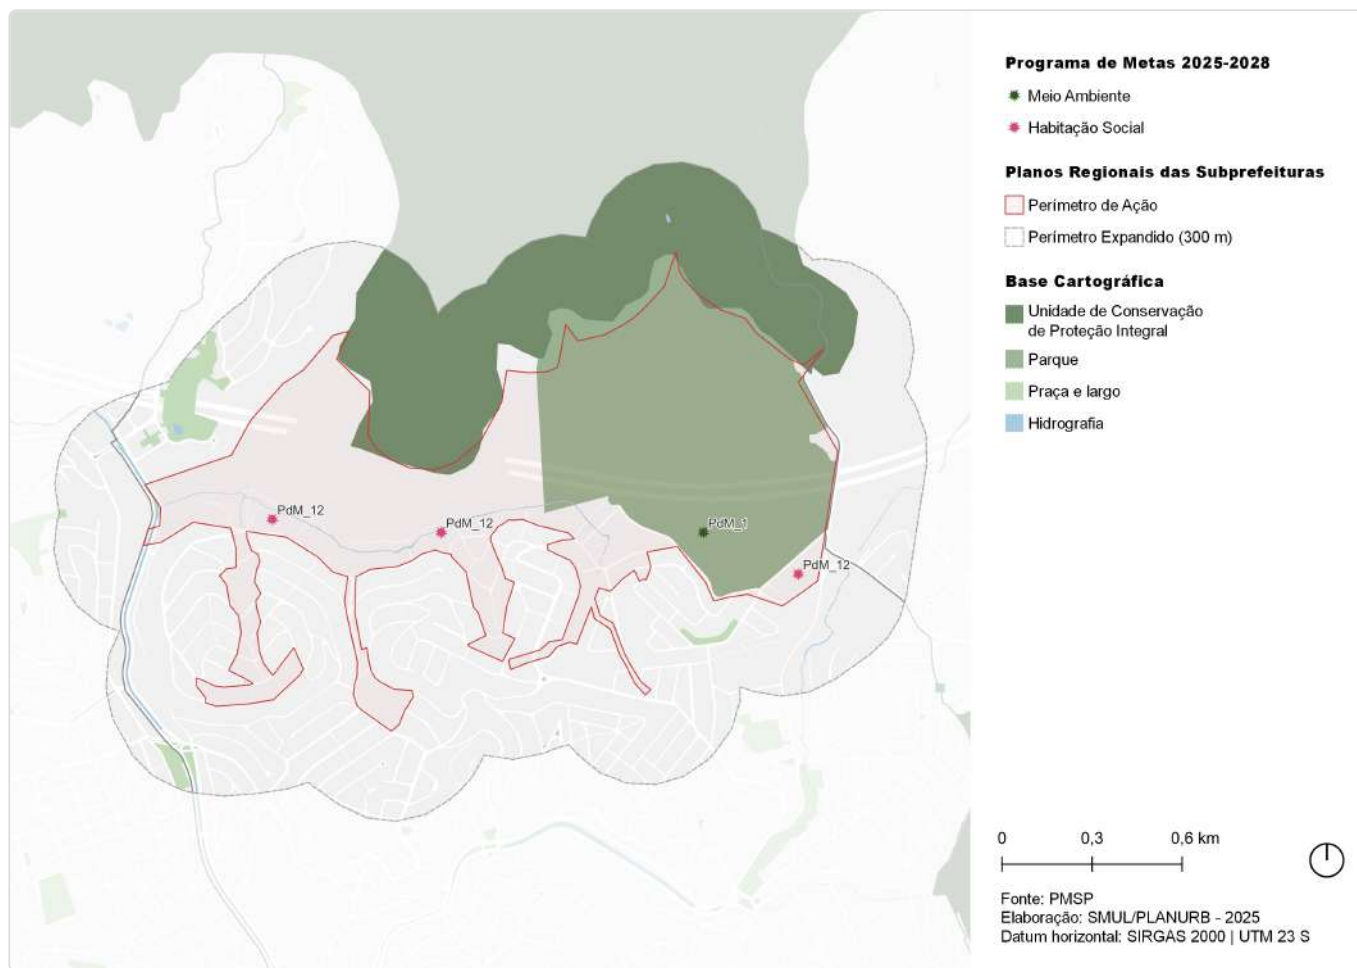 Programa de Metas 2025-2028
Meio Ambiente
Habitação Social
Planos Regionais das Subprefeituras
Perímetro de Ação
Perímetro Expandido (300 m)
Base Cartográfica
Unidade de Conservação
de Proteção Integral
Parque
Praça e largo
Hidrografia
PdM_12
PdM_12
PdM_1
PdM_12
0 0,3 0,6 km
Fonte: PMSP
Elaboração: SMUL/PLANURB - 2025
Datum horizontal: SIRGAS 2000 | UTM 23 S